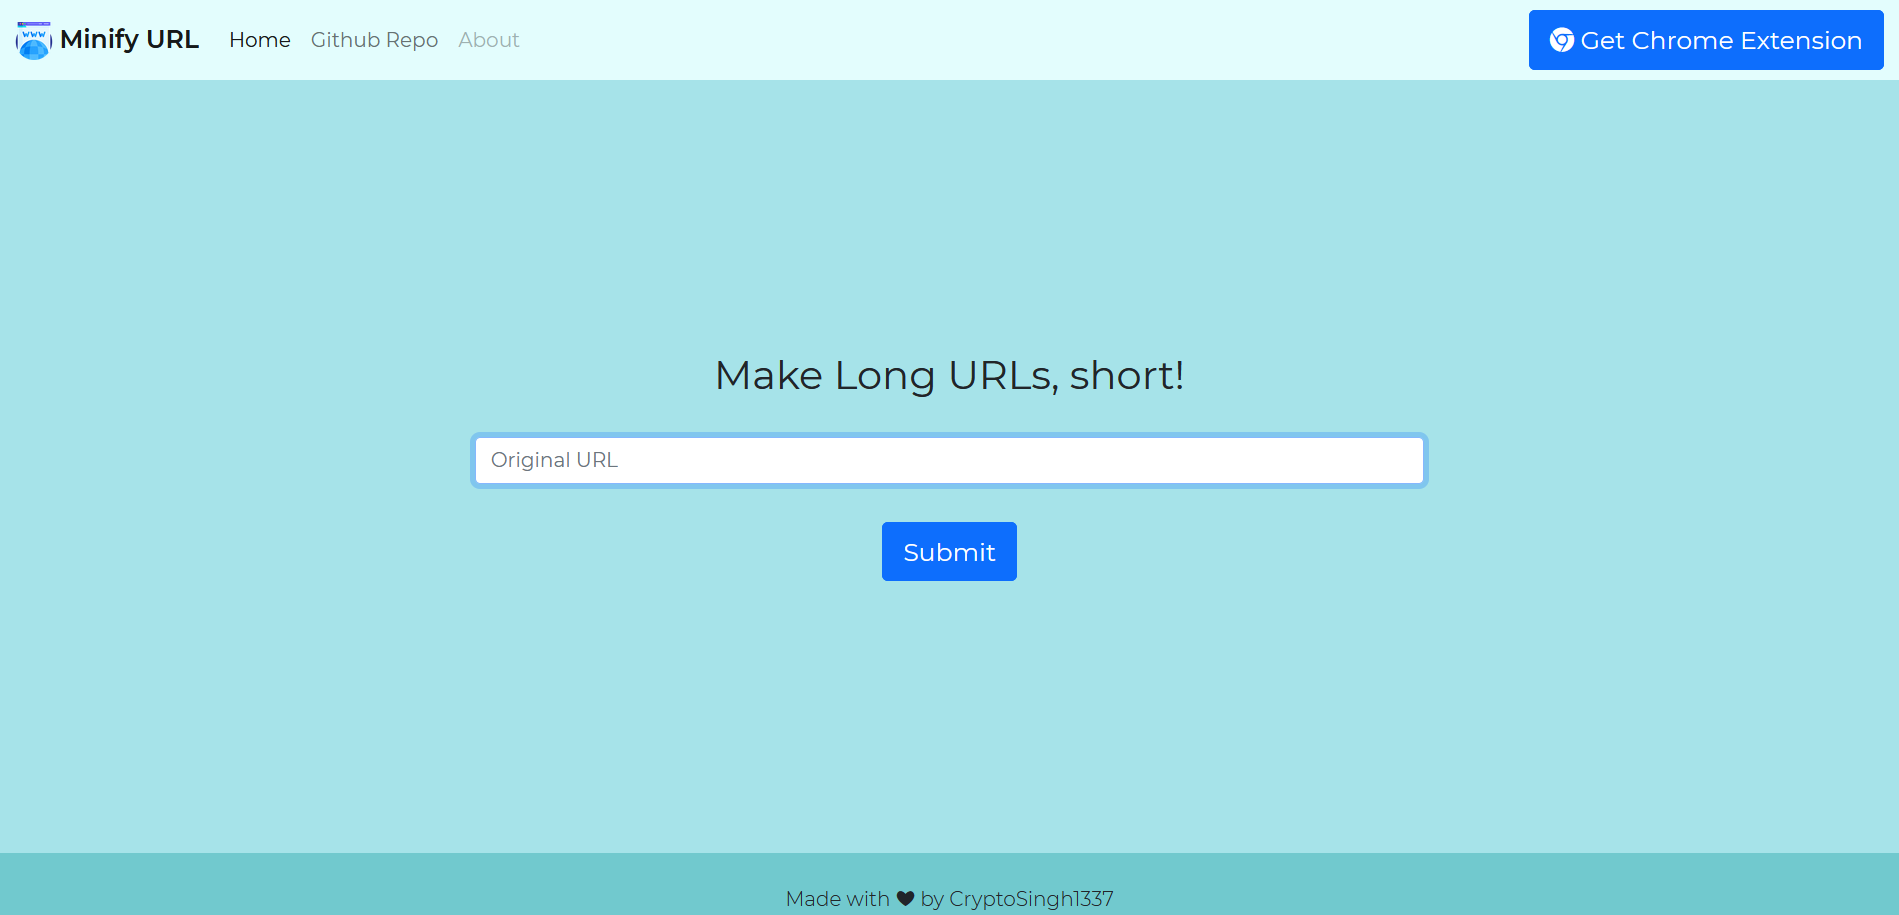 WWW
Minify URL
Home
Github Repo
About
Get Chrome Extension
Make Long URLs, short!
Original URL
Submit
Made with ♥ by CryptoSingh1337